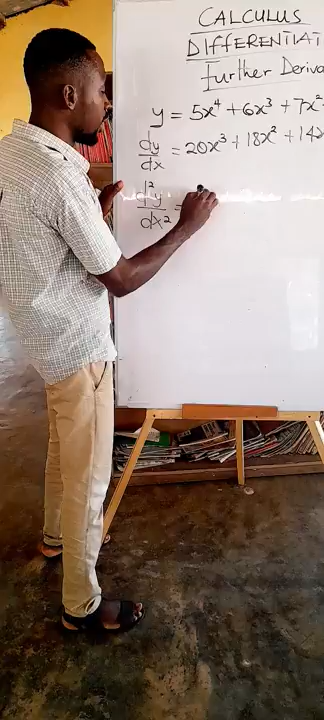 CALCULUS
DIFFERENTIAT
Further Deriva
y = 5x⁴ + 6x³ + 7x²
dy/dx = 20x³ + 18x² + 14x
d²y/dx² =